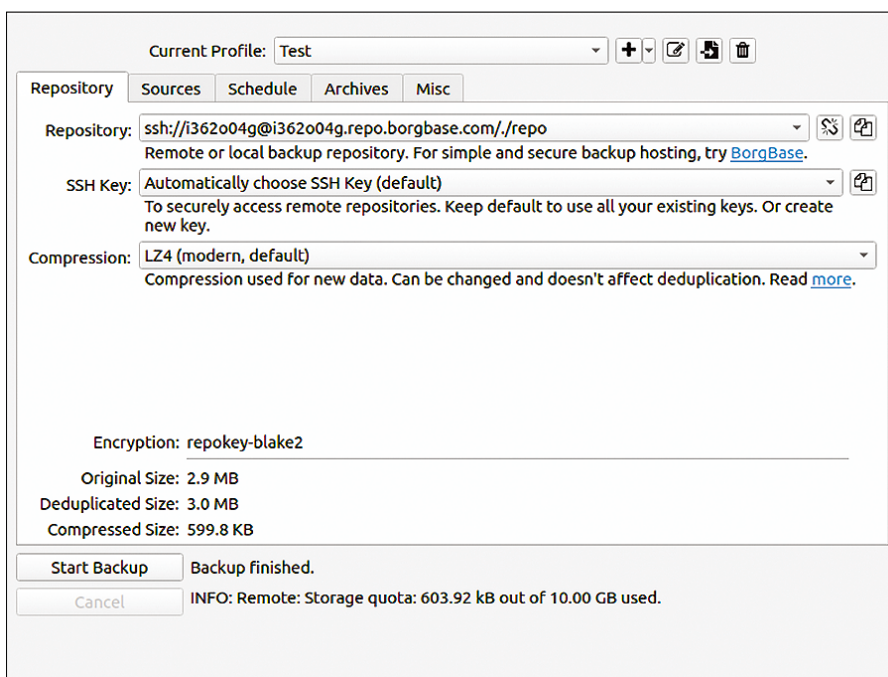 Current Profile: Test
Repository Sources Schedule Archives Misc
Repository: ssh://i362o04g@i362o04g.repo.borgbase.com/./repo
Remote or local backup repository. For simple and secure backup hosting, try BorgBase.
SSH Key: Automatically choose SSH Key (default)
To securely access remote repositories. Keep default to use all your existing keys. Or create
new key.
Compression: LZ4 (modern, default)
Compression used for new data. Can be changed and doesn't affect deduplication. Read more.
Encryption: repokey-blake2
Original Size: 2.9 MB
Deduplicated Size: 3.0 MB
Compressed Size: 599.8 KB
Start Backup Backup finished.
Cancel INFO: Remote: Storage quota: 603.92 kB out of 10.00 GB used.